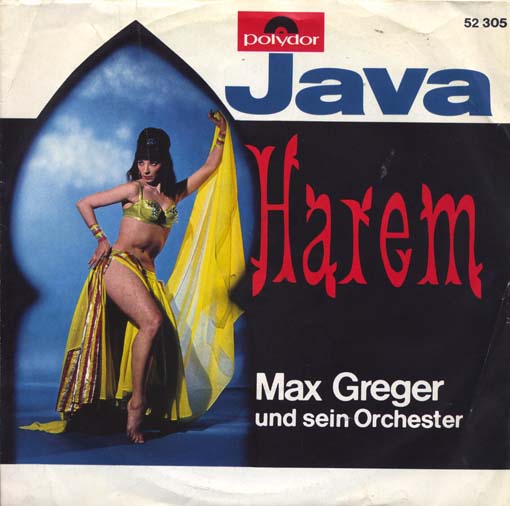 polydor
52 305
Java
Harem
Max Greger
und sein Orchester